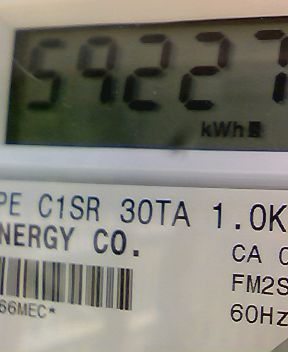 59227
kWh
PE C1SR 30TA 1.0K
NERGY CO.
CA
FM2S
60Hz
66MEC*